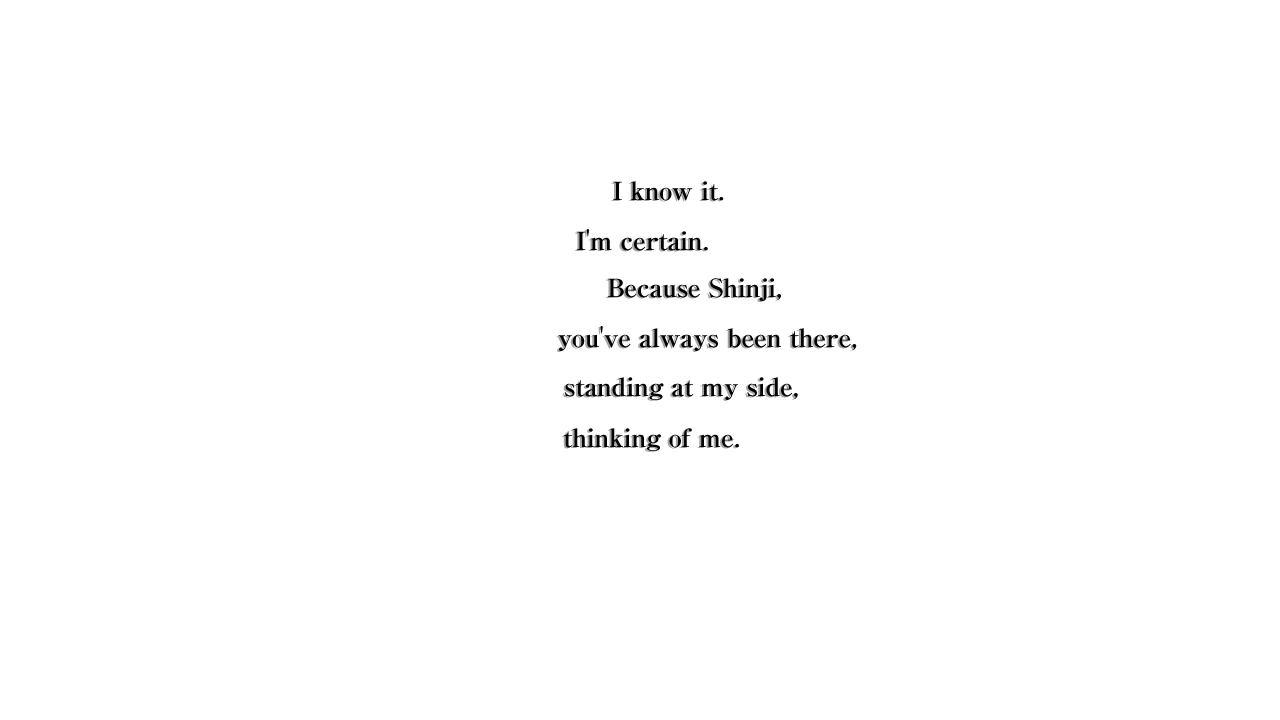 I know it.
I'm certain.
Because Shinji,
you've always been there,
standing at my side,
thinking of me.